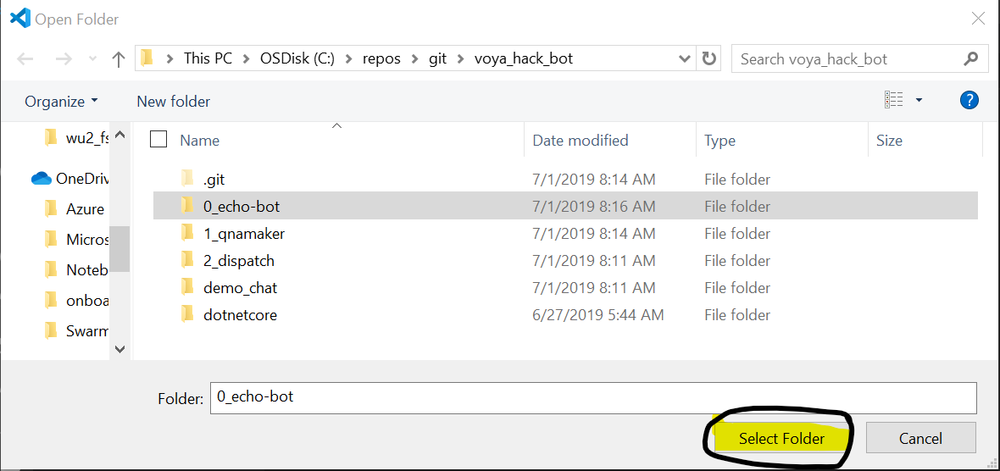 Open Folder
This PC > OSDisk (C:) > repos > git > voya_hack_bot
Search voya_hack_bot
Organize New folder ?
Name Date modified Type Size
wu2_fs
OneDriv
Azure
Micros
Noteb
onboa
Swarm
.git 7/1/2019 8:14 AM File folder
0_echo-bot 7/1/2019 8:16 AM File folder
1_qnamaker 7/1/2019 8:14 AM File folder
2_dispatch 7/1/2019 8:11 AM File folder
demo_chat 7/1/2019 8:11 AM File folder
dotnetcore 6/27/2019 5:44 AM File folder
Folder: 0_echo-bot
Select Folder Cancel